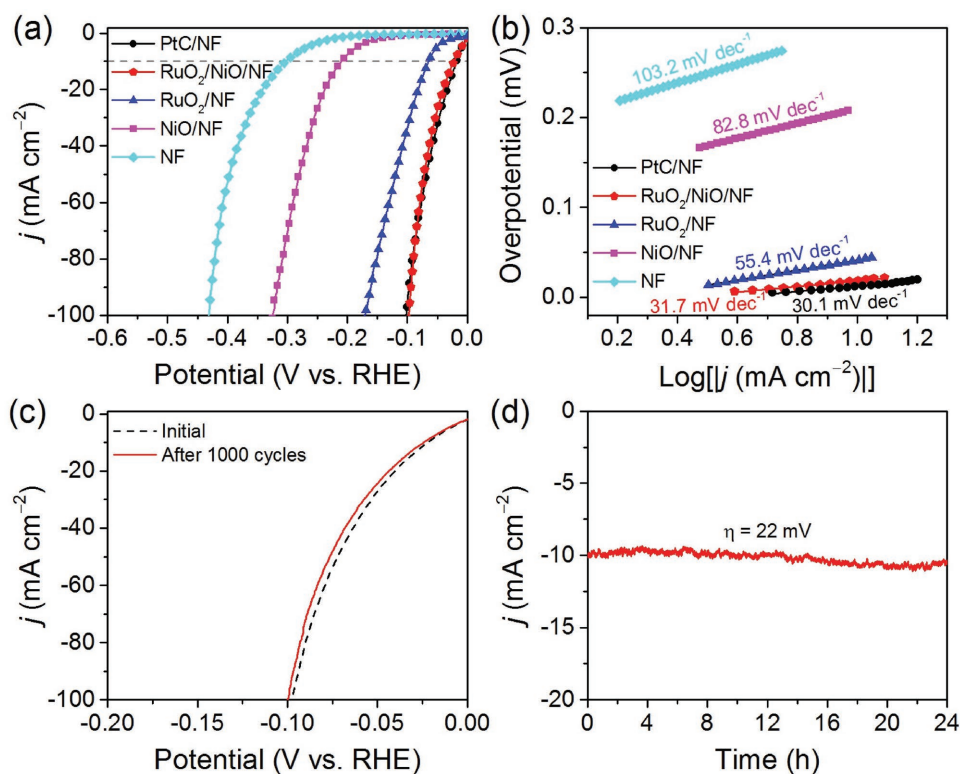 (a)
0
-20
-40
-60
-80
-100
j (mA cm⁻²)
PtC/NF
RuO₂/NiO/NF
RuO₂/NF
NiO/NF
NF
-0.6 -0.5 -0.4 -0.3 -0.2 -0.1 0.0
Potential (V vs. RHE)
(b)
0.3
0.2
0.1
0.0
Overpotential (mV)
103.2 mV dec⁻¹
82.8 mV dec⁻¹
PtC/NF
RuO₂/NiO/NF
RuO₂/NF
NiO/NF
NF
55.4 mV dec⁻¹
31.7 mV dec⁻¹
30.1 mV dec⁻¹
0.2 0.4 0.6 0.8 1.0 1.2
Log[|j (mA cm⁻²)|]
(c)
0
-20
-40
-60
-80
-100
j (mA cm⁻²)
Initial
After 1000 cycles
-0.20 -0.15 -0.10 -0.05 0.00
Potential (V vs. RHE)
(d)
0
-5
-10
-15
-20
j (mA cm⁻²)
η = 22 mV
0 4 8 12 16 20 24
Time (h)